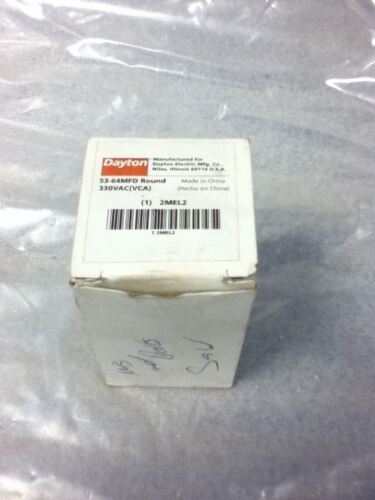 Dayton
Manufactured for
Dayton Electric Mfg. Co.
Niles, Illinois 60714 U.S.A.
53-64MFD Round
330VAC(VCA)
Made in China
(Hecho en China)
(1) 2MEL2
1 2MEL2
Saw